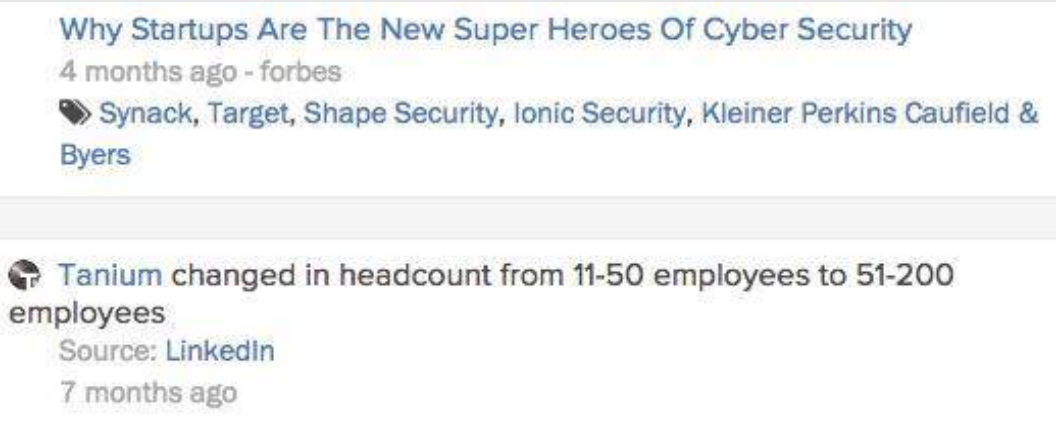 Why Startups Are The New Super Heroes Of Cyber Security
4 months ago - forbes
Synack, Target, Shape Security, Ionic Security, Kleiner Perkins Caufield &
Byers
Tanium changed in headcount from 11-50 employees to 51-200
employees
Source: LinkedIn
7 months ago